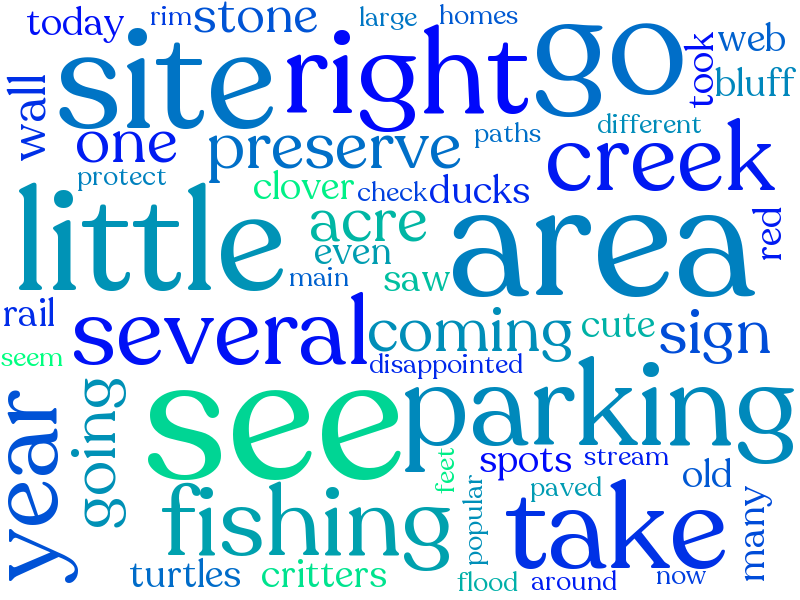 today
rim
stone
large
homes
site
right
go
took
web
bluff
wall
one
preserve
paths
different
creek
protect
clover
check
ducks
little
acre
area
red
even
main
saw
rail
several
coming
cute
sign
seem
disappointed
year
going
see
parking
feet
spots
stream
old
fishing
popular
paved
take
many
turtles
critters
flood
around
now